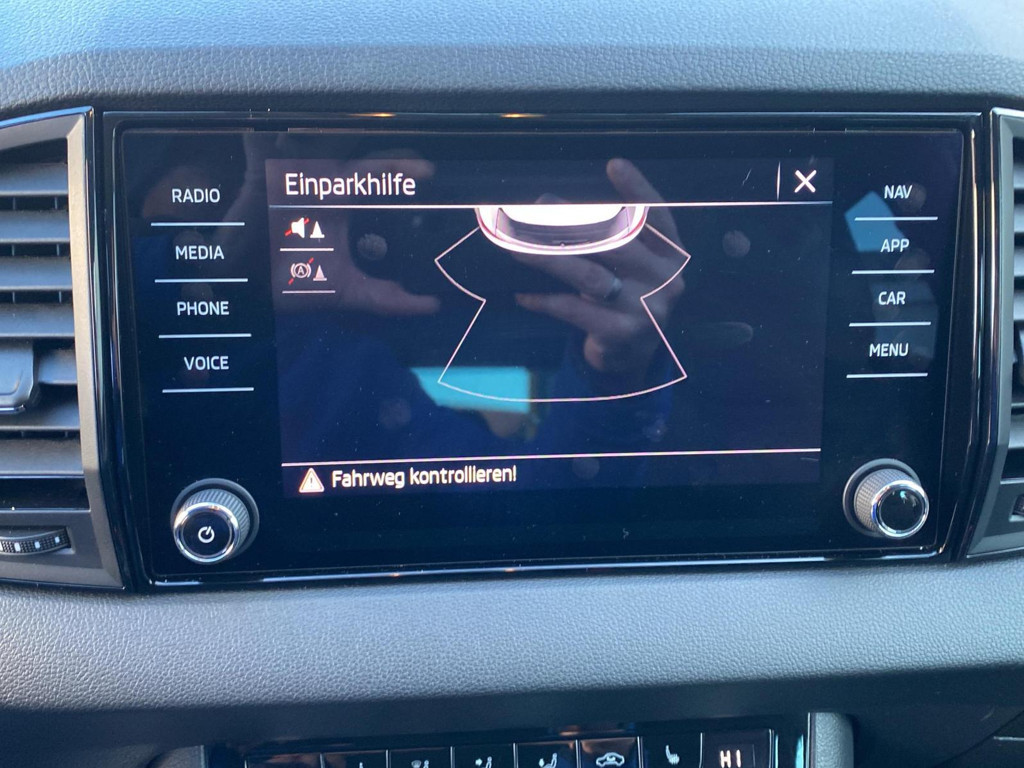 Einparkhilfe
RADIO
MEDIA
PHONE
VOICE
NAV
APP
CAR
MENU
A
Fahrweg kontrollieren!
HI